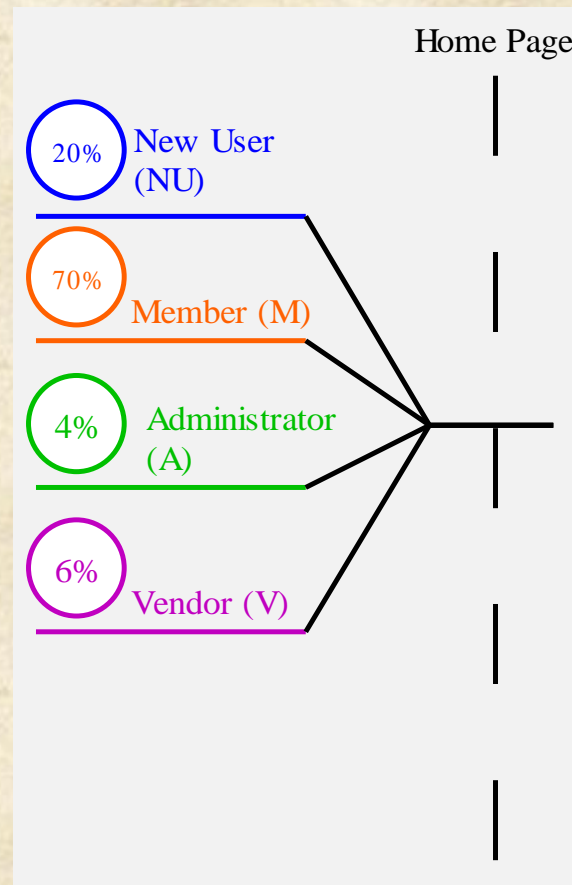 Home Page
20%
New User
(NU)
70%
Member (M)
4%
Administrator
(A)
6%
Vendor (V)